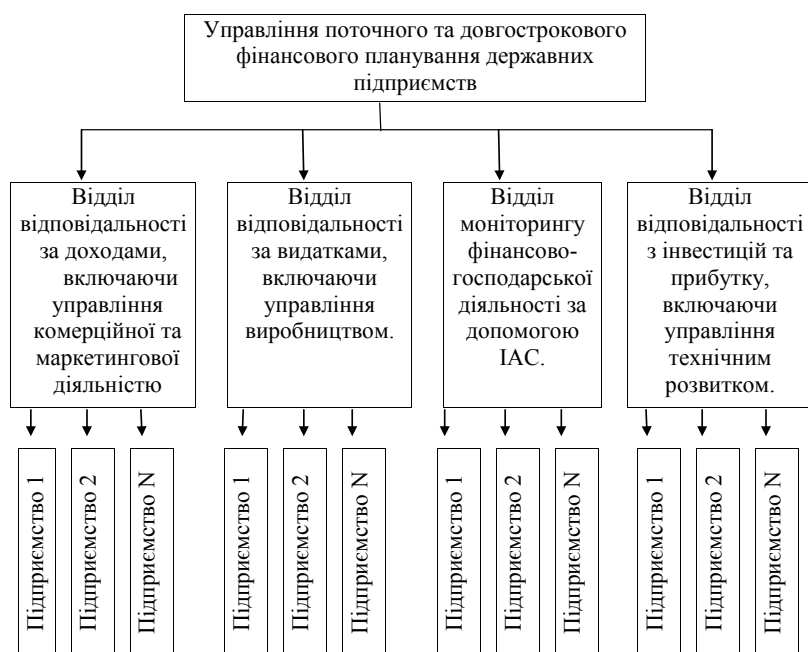 Управління поточного та довгострокового
фінансового планування державних
підприємств
Відділ
відповідальності
за доходами,
включаючи
управління
комерційної та
маркетингової
діяльністю
Відділ
відповідальності
за видатками,
включаючи
управління
виробництвом.
Відділ
моніторингу
фінансово-
господарської
діяльності за
допомогою ІАС.
Відділ
відповідальності
з інвестицій та
прибутку,
включаючи
управління
технічним
розвитком.
Підприємство 1
Підприємство 2
Підприємство N
Підприємство 1
Підприємство 2
Підприємство N
Підприємство 1
Підприємство 2
Підприємство N
Підприємство 1
Підприємство 2
Підприємство N